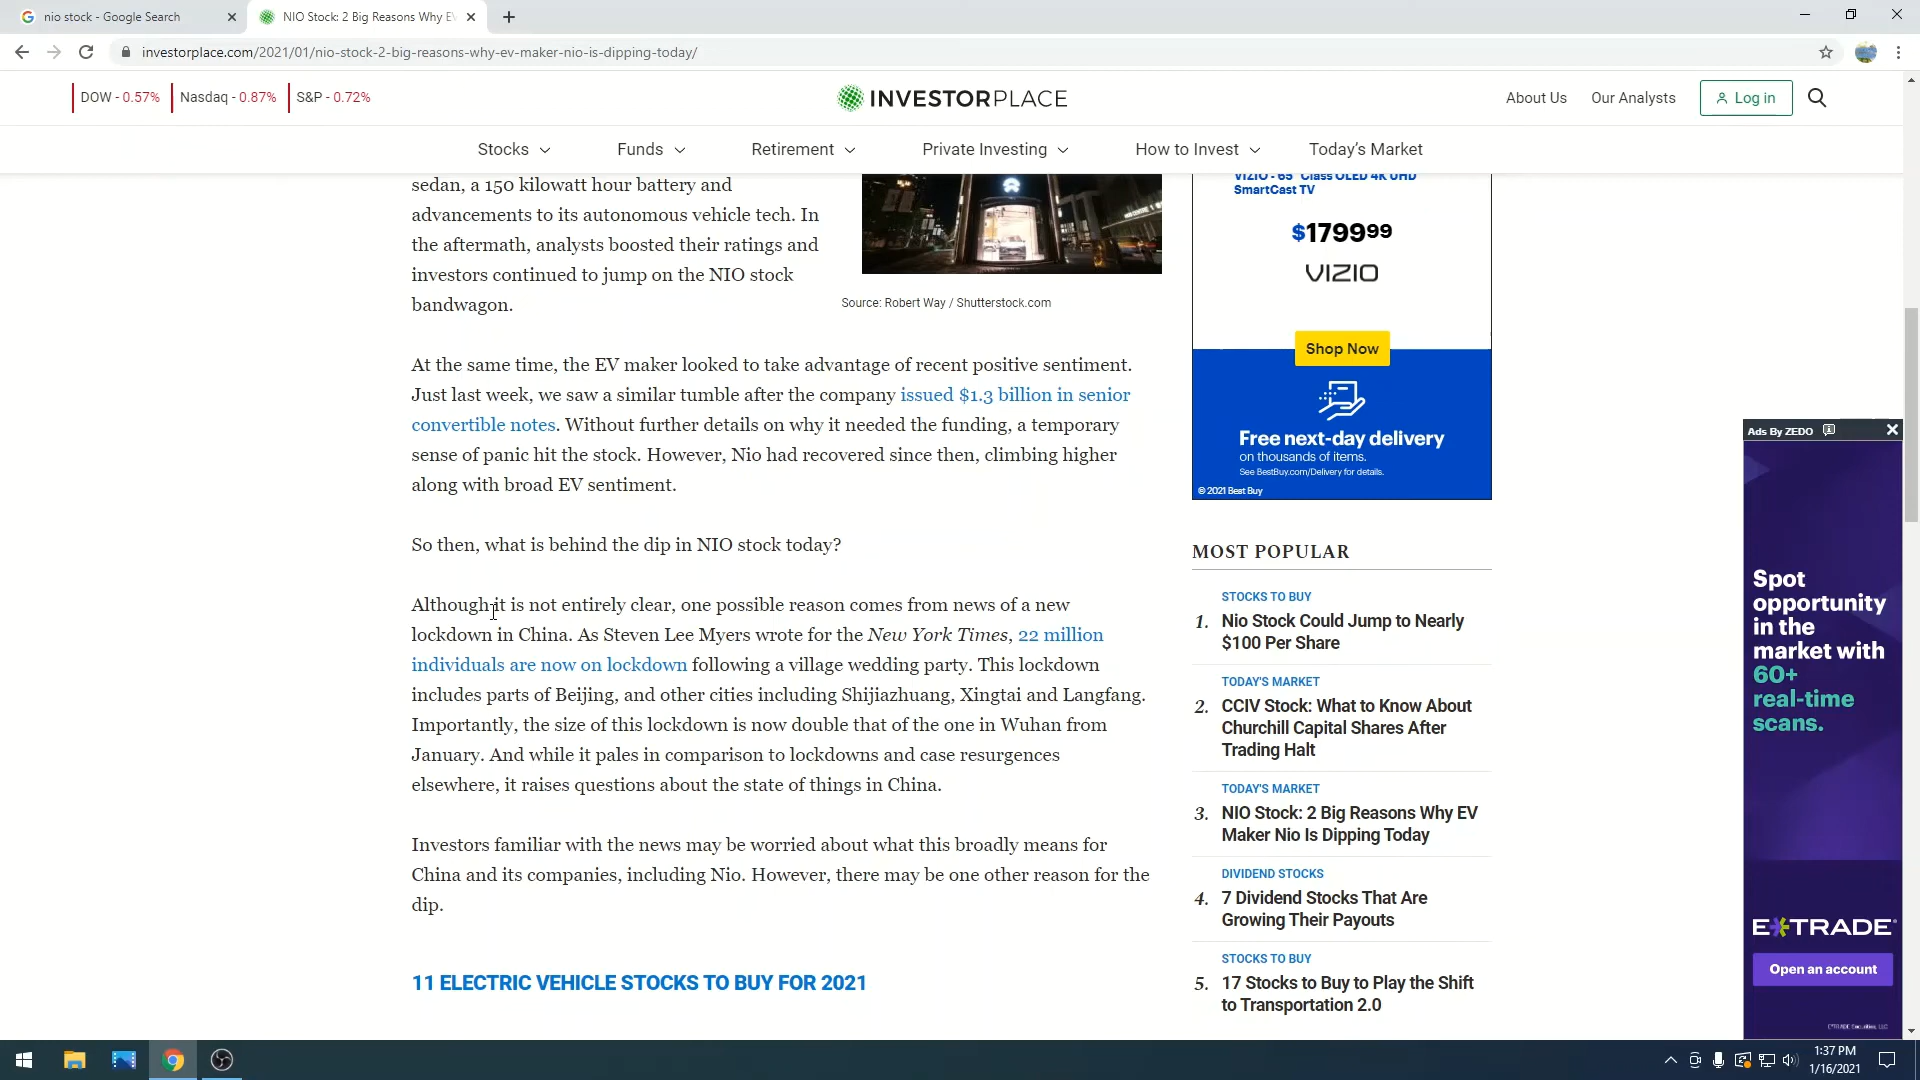 nio stock - Google Search
NIO Stock: 2 Big Reasons Why EV
investorplace.com/2021/01/nio-stock-2-big-reasons-why-ev-maker-nio-is-dipping-today/
DOW - 0.57% Nasdaq - 0.87% S&P - 0.72%
INVESTORPLACE
About Us Our Analysts Log in
Stocks Funds Retirement Private Investing How to Invest Today's Market
sedan, a 150 kilowatt hour battery and
advancements to its autonomous vehicle tech. In
the aftermath, analysts boosted their ratings and
investors continued to jump on the NIO stock
bandwagon.
Source: Robert Way / Shutterstock.com
At the same time, the EV maker looked to take advantage of recent positive sentiment.
Just last week, we saw a similar tumble after the company issued $1.3 billion in senior
convertible notes. Without further details on why it needed the funding, a temporary
sense of panic hit the stock. However, Nio had recovered since then, climbing higher
along with broad EV sentiment.
So then, what is behind the dip in NIO stock today?
Although it is not entirely clear, one possible reason comes from news of a new
lockdown in China. As Steven Lee Myers wrote for the New York Times, 22 million
individuals are now on lockdown following a village wedding party. This lockdown
includes parts of Beijing, and other cities including Shijiazhuang, Xingtai and Langfang.
Importantly, the size of this lockdown is now double that of the one in Wuhan from
January. And while it pales in comparison to lockdowns and case resurgences
elsewhere, it raises questions about the state of things in China.
Investors familiar with the news may be worried about what this broadly means for
China and its companies, including Nio. However, there may be one other reason for the
dip.
11 ELECTRIC VEHICLE STOCKS TO BUY FOR 2021
VIZIO - 65" Class OLED 4K UHD
SmartCast TV
$179999
VIZIO
Shop Now
Free next-day delivery
on thousands of items.
See BestBuy.com/Delivery for details.
© 2021 Best Buy
MOST POPULAR
STOCKS TO BUY
1. Nio Stock Could Jump to Nearly
$100 Per Share
TODAY'S MARKET
2. CCIV Stock: What to Know About
Churchill Capital Shares After
Trading Halt
TODAY'S MARKET
3. NIO Stock: 2 Big Reasons Why EV
Maker Nio Is Dipping Today
DIVIDEND STOCKS
4. 7 Dividend Stocks That Are
Growing Their Payouts
STOCKS TO BUY
5. 17 Stocks to Buy to Play the Shift
to Transportation 2.0
Ads By ZEDO
Spot
opportunity
in the
market with
60+
real-time
scans.
E*TRADE
Open an account
E*TRADE Securities, LLC
1:37 PM
1/16/2021